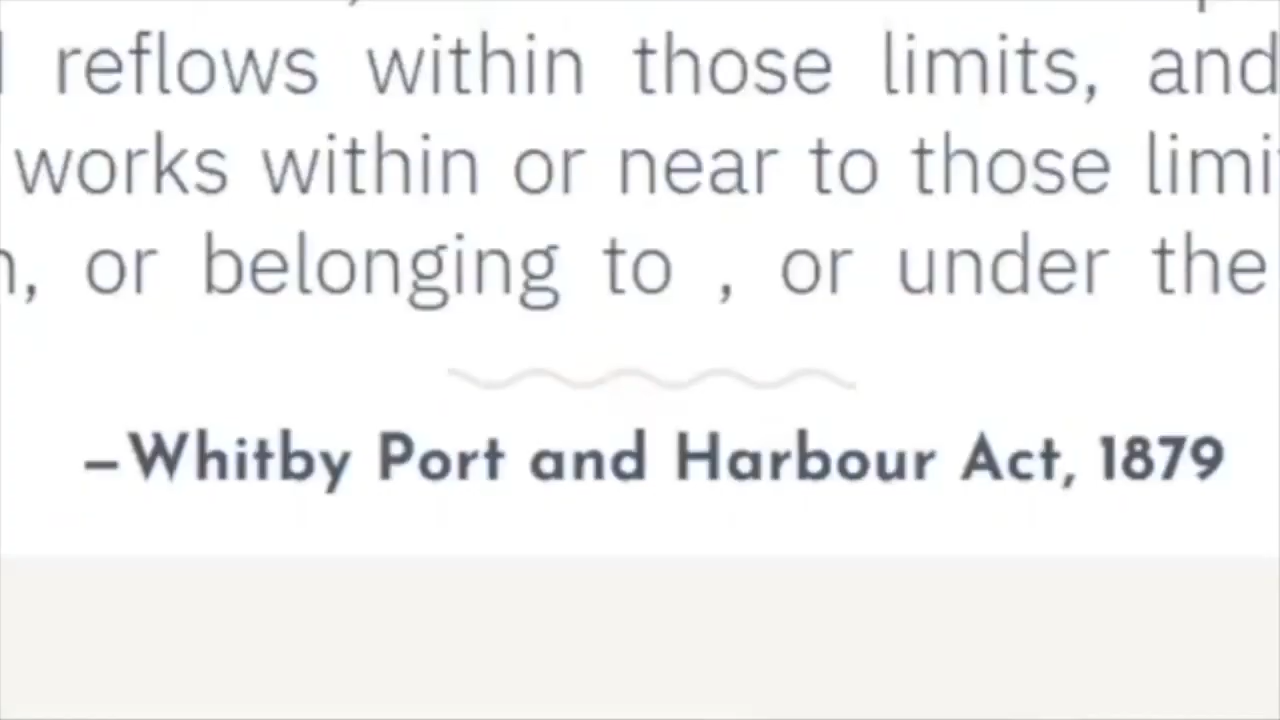 reflows within those limits, and
works within or near to those
or belonging to , or under the
–Whitby Port and Harbour Act, 1879